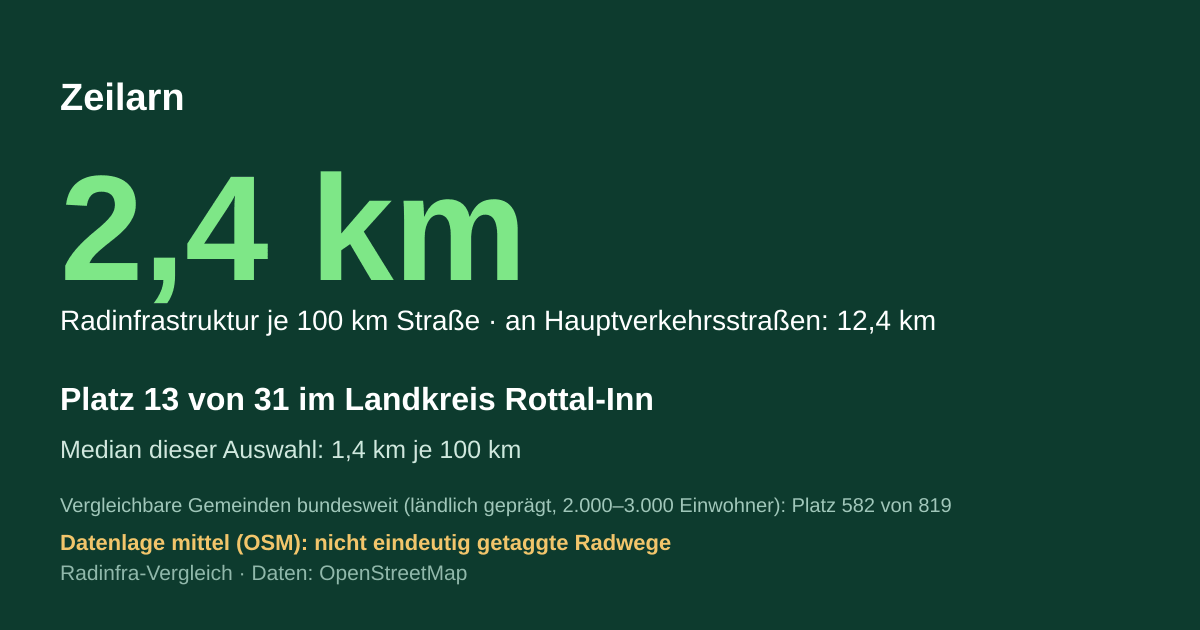 Zeilarn
2,4 km
Radinfrastruktur je 100 km Straße · an Hauptverkehrsstraßen: 12,4 km
Platz 13 von 31 im Landkreis Rottal-Inn
Median dieser Auswahl: 1,4 km je 100 km
Vergleichbare Gemeinden bundesweit (ländlich geprägt, 2.000–3.000 Einwohner): Platz 582 von 819
Datenlage mittel (OSM): nicht eindeutig getaggte Radwege
Radinfra-Vergleich · Daten: OpenStreetMap